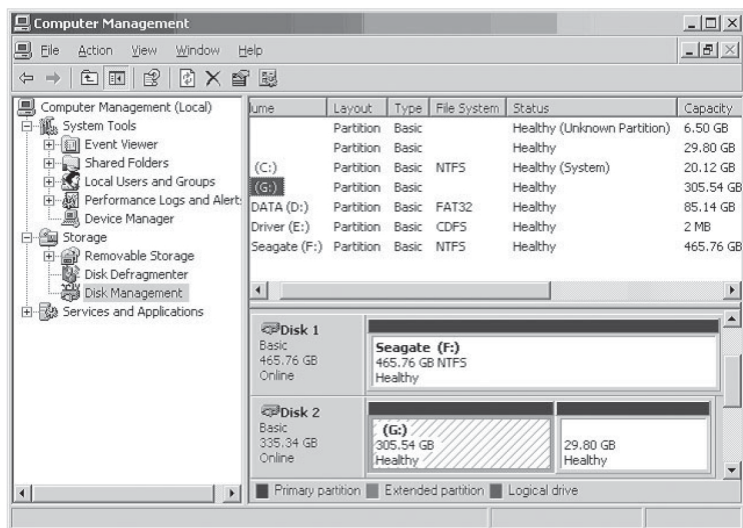 Computer Management
File Action View Window Help
Computer Management (Local)
System Tools
Event Viewer
Shared Folders
Local Users and Groups
Performance Logs and Alert
Device Manager
Storage
Removable Storage
Disk Defragmenter
Disk Management
Services and Applications
lume Layout Type File System Status Capacity
Partition Basic Healthy (Unknown Partition) 6.50 GB
Partition Basic Healthy 29.80 GB
(C:) Partition Basic NTFS Healthy (System) 20.12 GB
(G:) Partition Basic Healthy 305.54 GB
DATA (D:) Partition Basic FAT32 Healthy 85.14 GB
Driver (E:) Partition Basic CDFS Healthy 2 MB
Seagate (F:) Partition Basic NTFS Healthy 465.76 GB
Disk 1
Basic
465.76 GB
Online
Seagate (F:)
465.76 GB NTFS
Healthy
Disk 2
Basic
335.34 GB
Online
(G:)
305.54 GB
Healthy
29.80 GB
Healthy
Primary partition Extended partition Logical drive